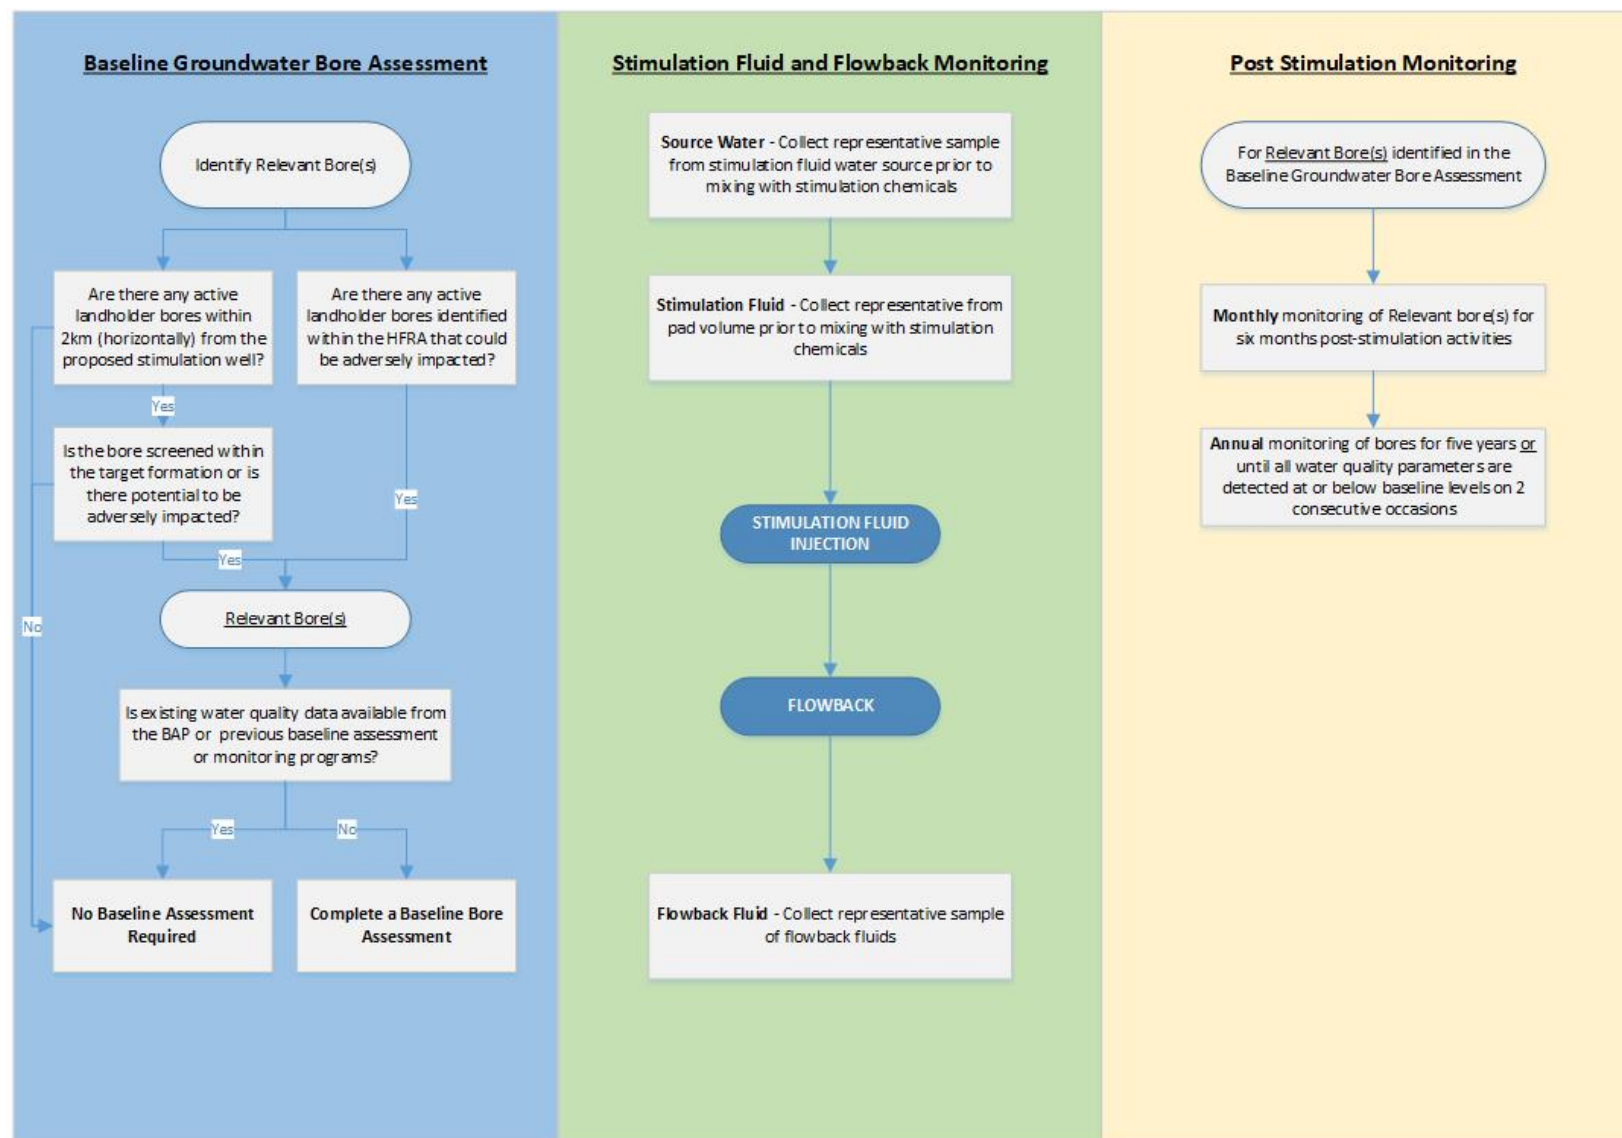 Baseline Groundwater Bore Assessment
Identify Relevant Bore(s)
Are there any active
landholder bores within
2km (horizontally) from the
proposed stimulation well?
Are there any active
landholder bores identified
within the HFRA that could
be adversely impacted?
Yes
Is the bore screened within
the target formation or is
there potential to be
adversely impacted?
Yes
Yes
No
Relevant Bore(s)
Is existing water quality data available from
the BAP or previous baseline assessment
or monitoring programs?
Yes
No
No Baseline Assessment
Required
Complete a Baseline Bore
Assessment
Stimulation Fluid and Flowback Monitoring
Source Water - Collect representative sample
from stimulation fluid water source prior to
mixing with stimulation chemicals
Stimulation Fluid - Collect representative from
pad volume prior to mixing with stimulation
chemicals
STIMULATION FLUID
INJECTION
FLOWBACK
Flowback Fluid - Collect representative sample
of flowback fluids
Post Stimulation Monitoring
For Relevant Bore(s) identified in the
Baseline Groundwater Bore Assessment
Monthly monitoring of Relevant bore(s) for
six months post-stimulation activities
Annual monitoring of bores for five years or
until all water quality parameters are
detected at or below baseline levels on 2
consecutive occasions